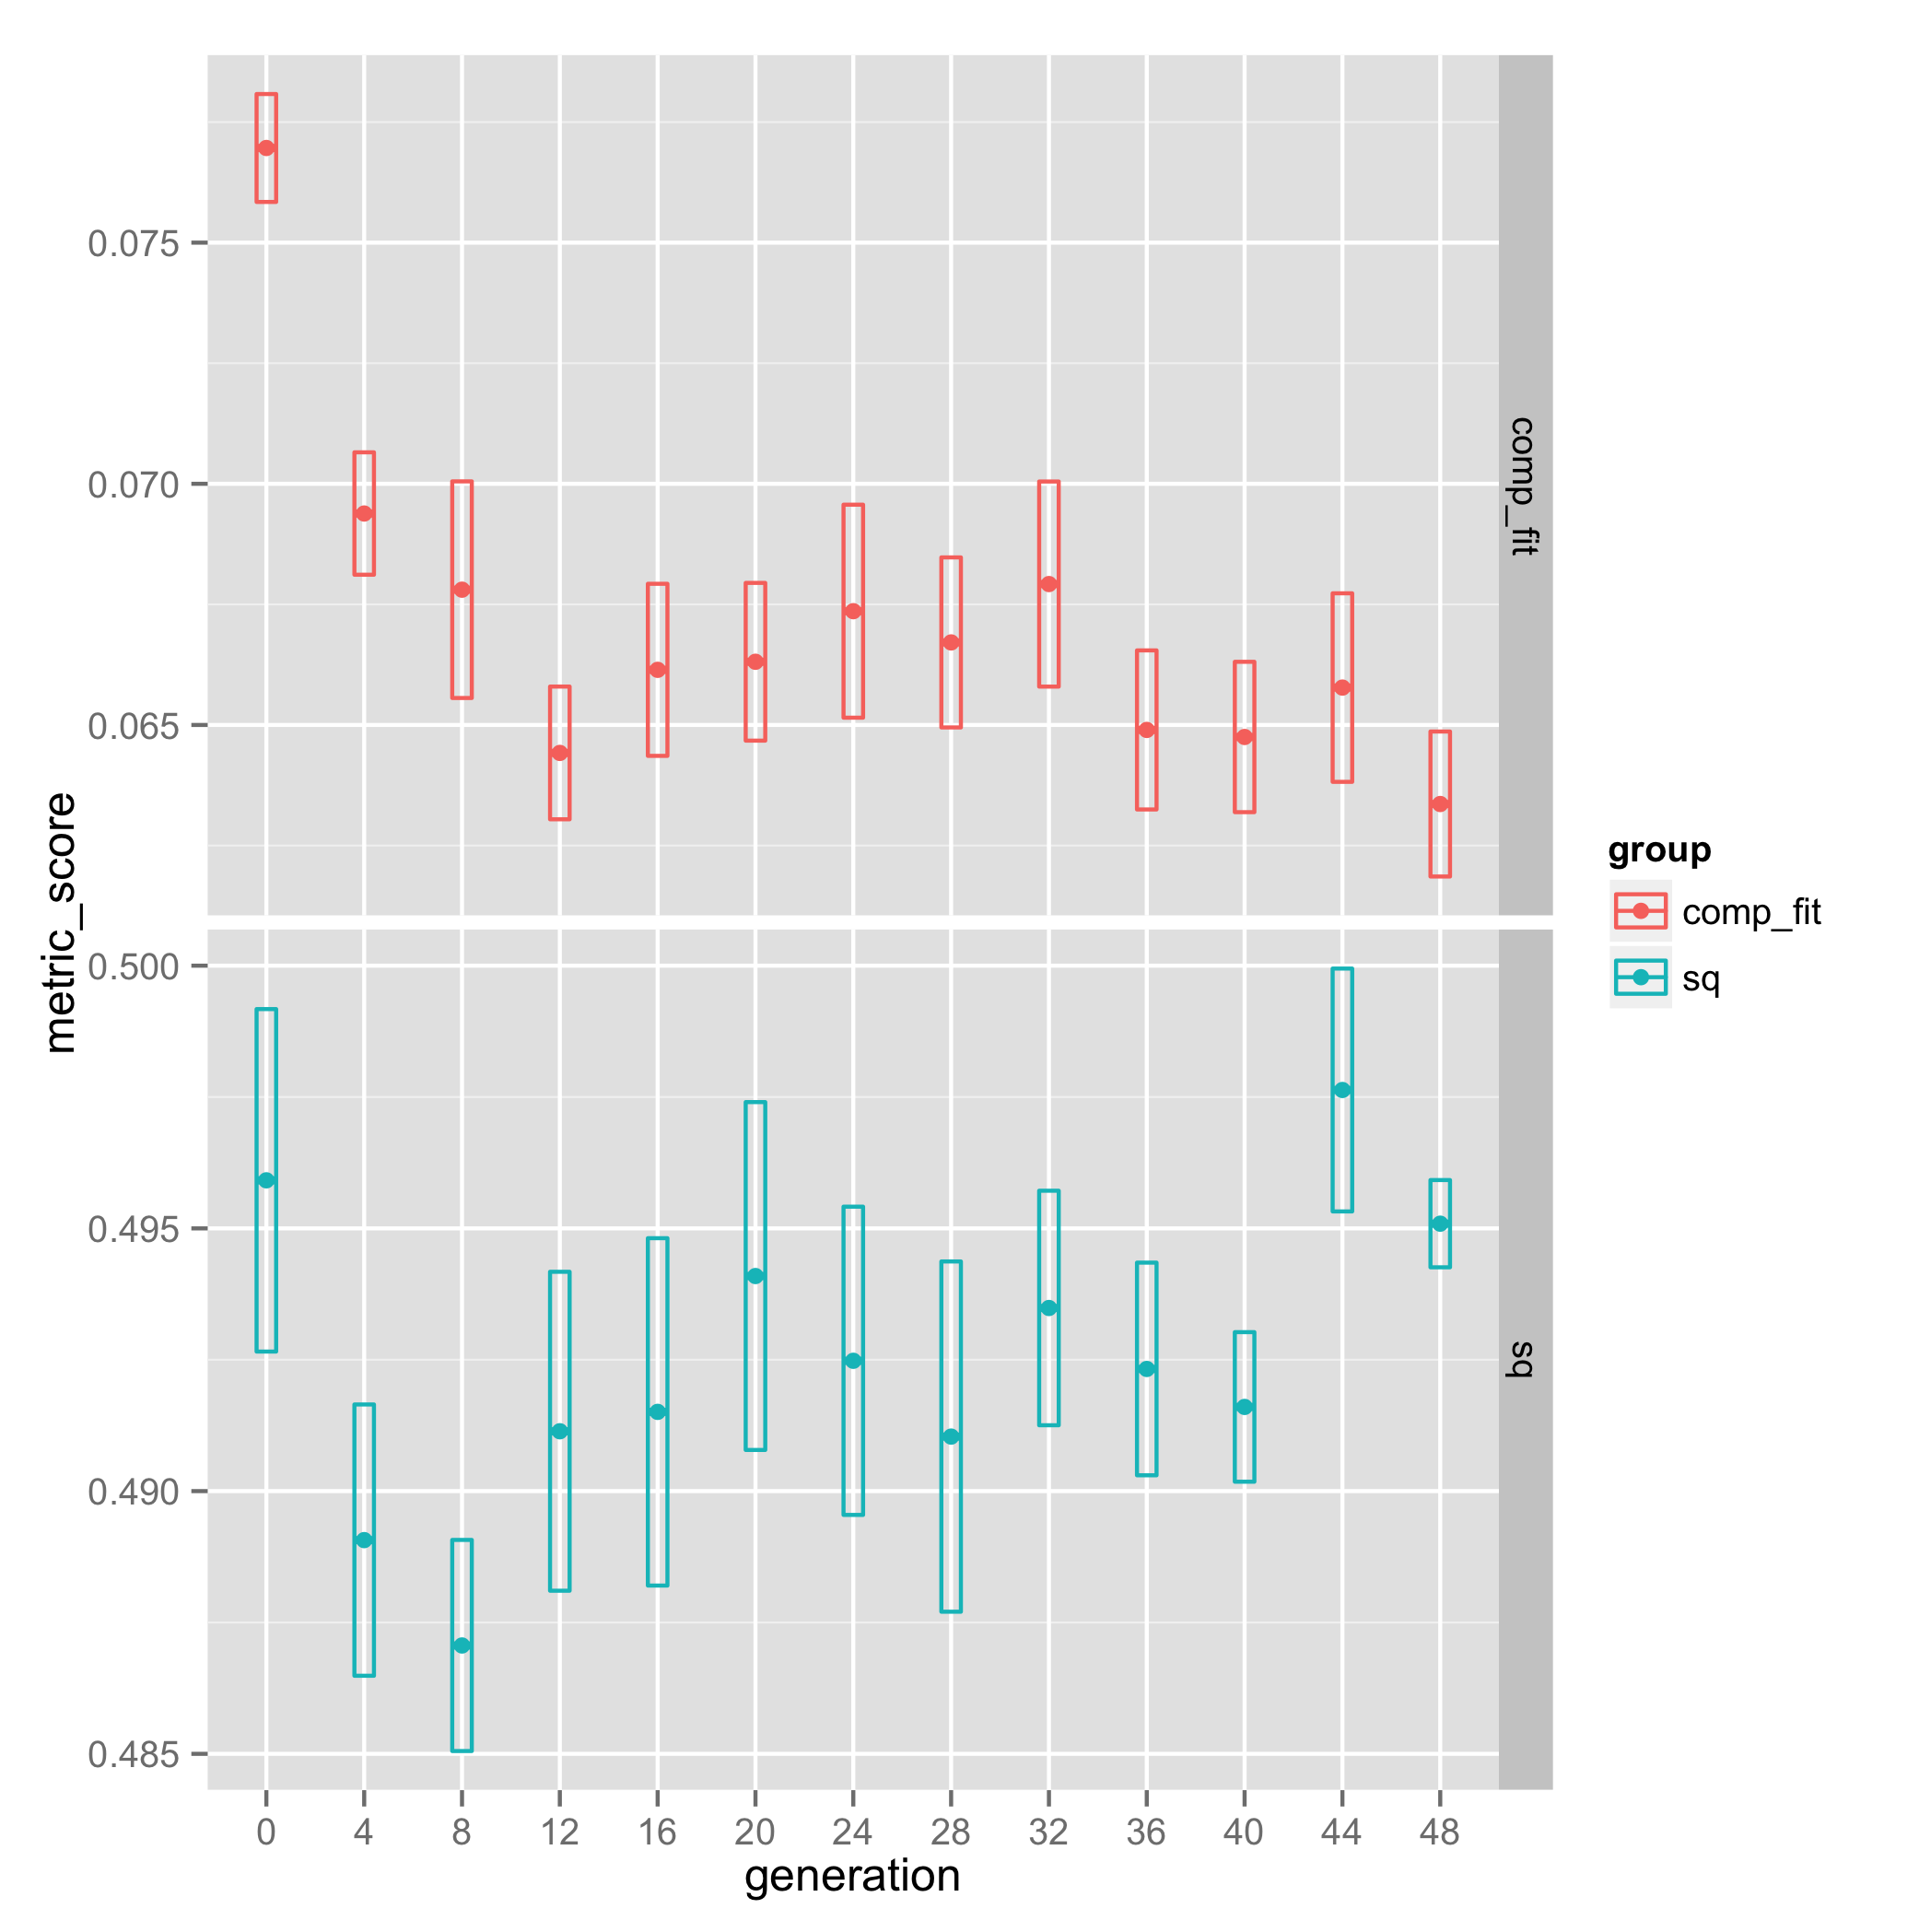 metric_score
0.075
0.070
0.065
comp_fit
0.500
0.495
0.490
0.485
sq
0 4 8 12 16 20 24 28 32 36 40 44 48
generation
group
comp_fit
sq